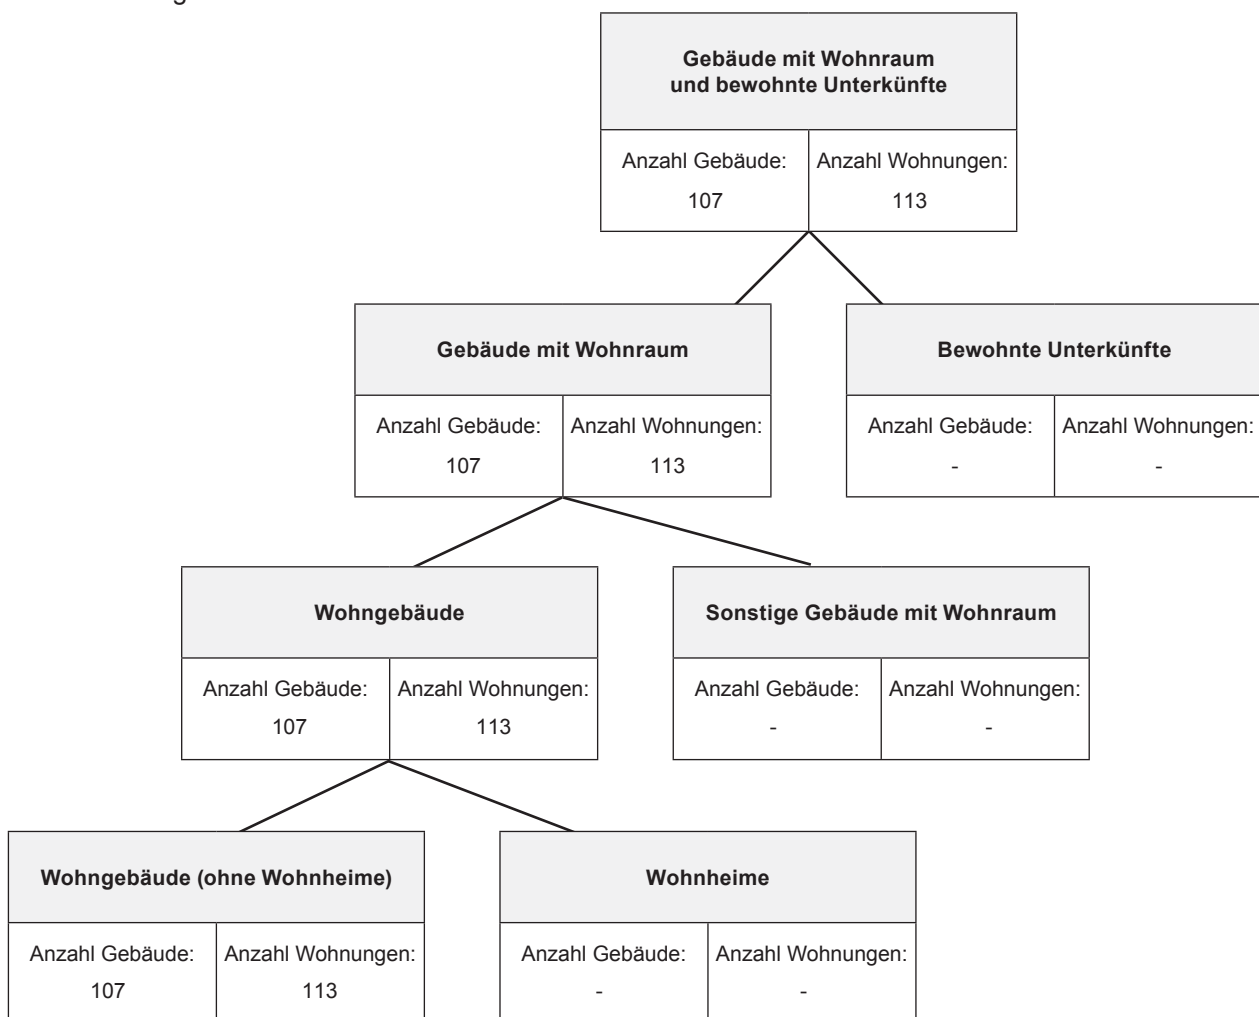 Gebäude mit Wohnraum
und bewohnte Unterkünfte
Anzahl Gebäude: Anzahl Wohnungen:
107 113
Gebäude mit Wohnraum Bewohnte Unterkünfte
Anzahl Gebäude: Anzahl Wohnungen: Anzahl Gebäude: Anzahl Wohnungen:
107 113 - -
Wohngebäude Sonstige Gebäude mit Wohnraum
Anzahl Gebäude: Anzahl Wohnungen: Anzahl Gebäude: Anzahl Wohnungen:
107 113 - -
Wohngebäude (ohne Wohnheime) Wohnheime
Anzahl Gebäude: Anzahl Wohnungen: Anzahl Gebäude: Anzahl Wohnungen:
107 113 - -